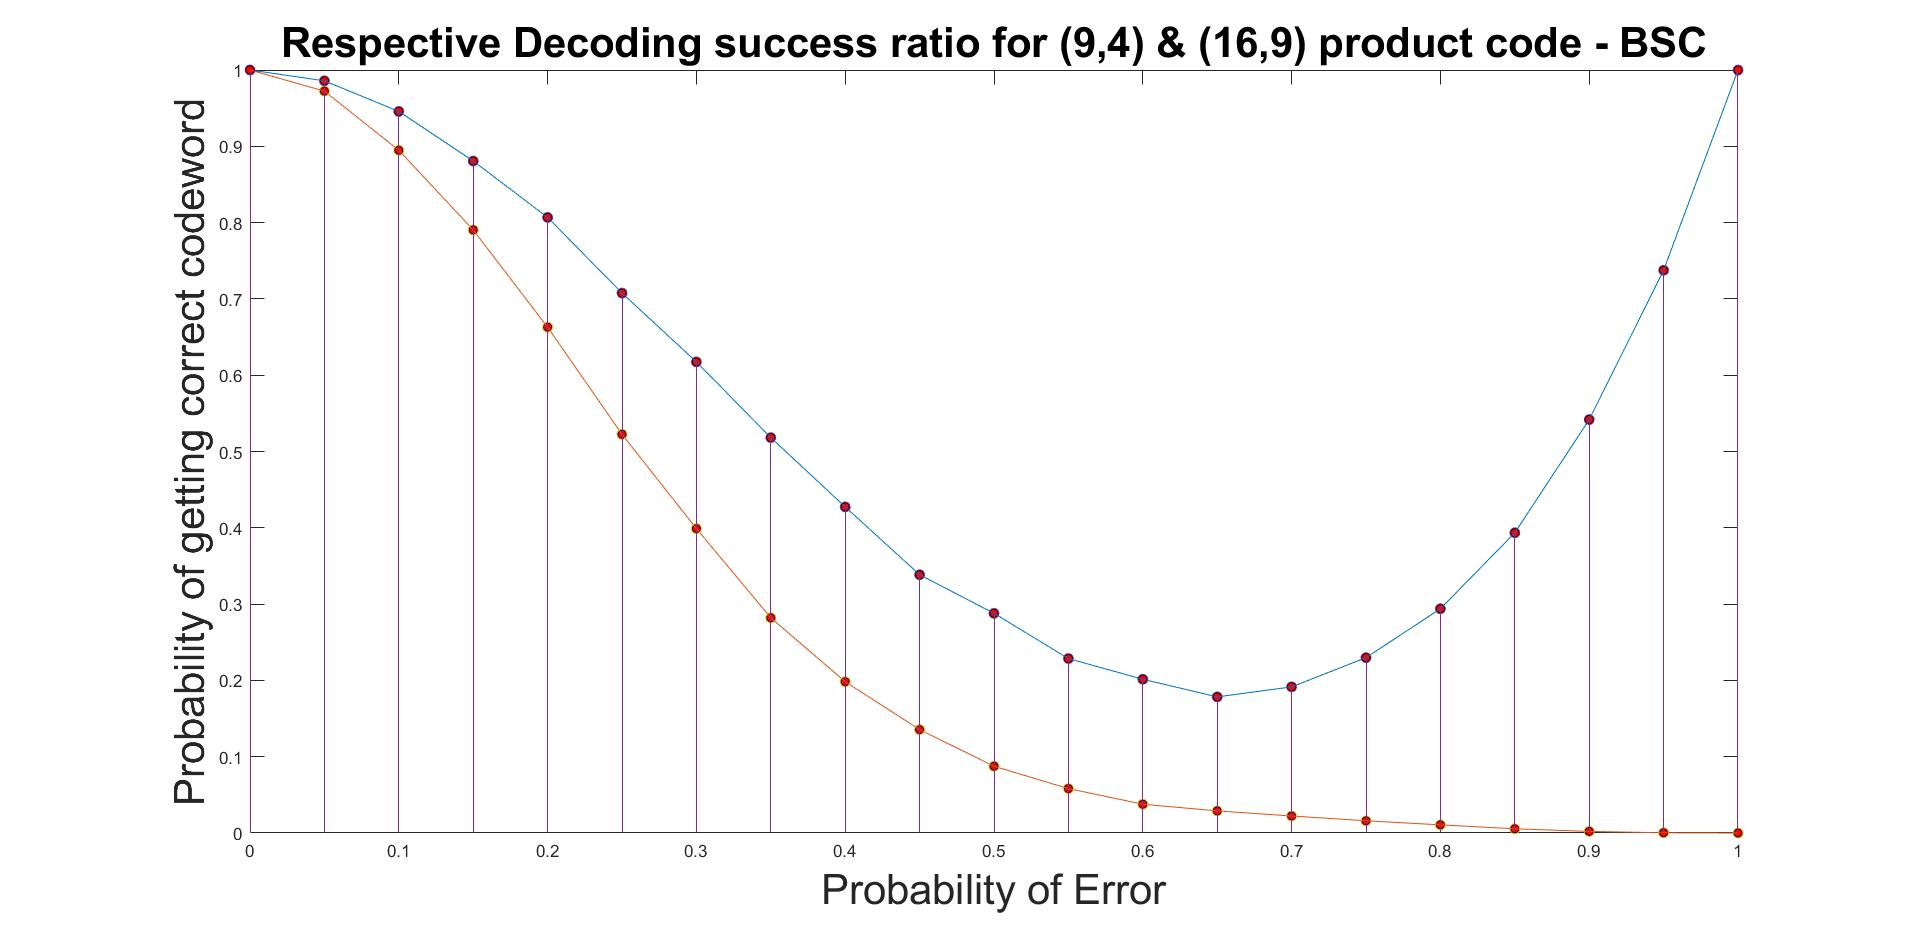 Respective Decoding success ratio for (9,4) & (16,9) product code - BSC
Probability of getting correct codeword
1
0.9
0.8
0.7
0.6
0.5
0.4
0.3
0.2
0.1
0
0 0.1 0.2 0.3 0.4 0.5 0.6 0.7 0.8 0.9 1
Probability of Error